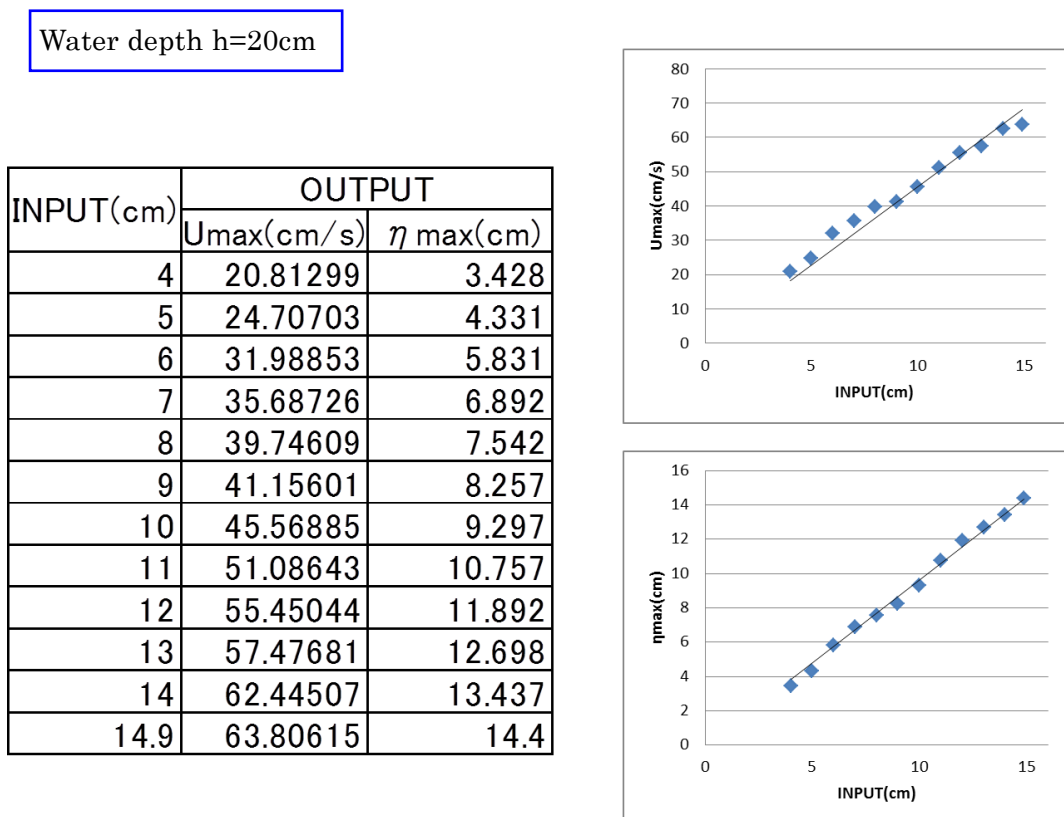 Water depth h=20cm
INPUT(cm) OUTPUT
Umax(cm/s) η max(cm)
4 20.81299 3.428
5 24.70703 4.331
6 31.98853 5.831
7 35.68726 6.892
8 39.74609 7.542
9 41.15601 8.257
10 45.56885 9.297
11 51.08643 10.757
12 55.45044 11.892
13 57.47681 12.698
14 62.44507 13.437
14.9 63.80615 14.4
80
70
60
50
40
30
20
10
0
Umax(cm/s)
0 5 10 15
INPUT(cm)
16
14
12
10
8
6
4
2
0
ηmax(cm)
0 5 10 15
INPUT(cm)